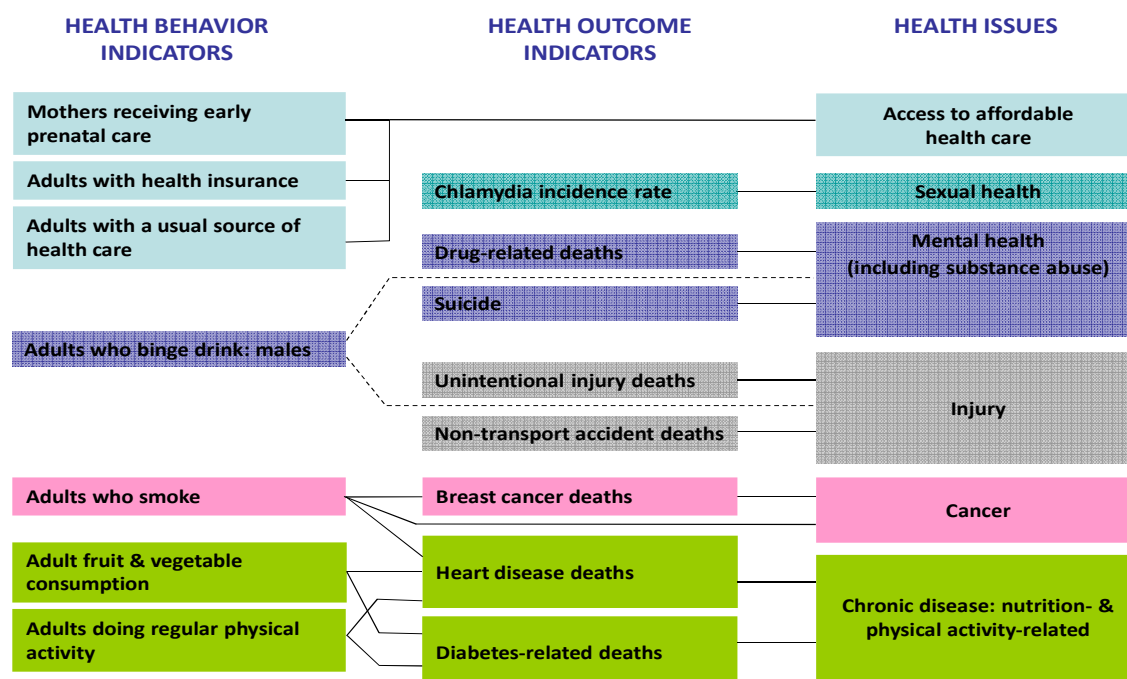 HEALTH BEHAVIOR
INDICATORS
HEALTH OUTCOME
INDICATORS
HEALTH ISSUES
Mothers receiving early
prenatal care
Adults with health insurance
Adults with a usual source of
health care
Adults who binge drink: males
Adults who smoke
Adult fruit & vegetable
consumption
Adults doing regular physical
activity
Chlamydia incidence rate
Drug-related deaths
Suicide
Unintentional injury deaths
Non-transport accident deaths
Breast cancer deaths
Heart disease deaths
Diabetes-related deaths
Access to affordable
health care
Sexual health
Mental health
(including substance abuse)
Injury
Cancer
Chronic disease: nutrition- &
physical activity-related